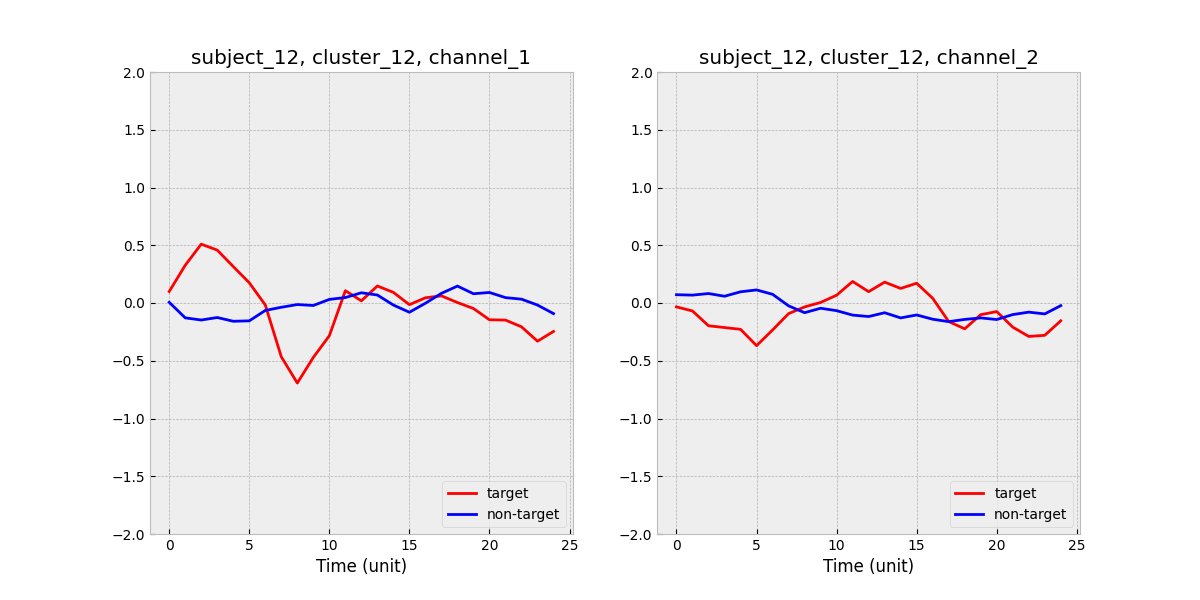 subject_12, cluster_12, channel_1
2.0
1.5
1.0
0.5
0.0
−0.5
−1.0
−1.5
−2.0
0 5 10 15 20 25
Time (unit)
target
non-target
subject_12, cluster_12, channel_2
2.0
1.5
1.0
0.5
0.0
−0.5
−1.0
−1.5
−2.0
0 5 10 15 20 25
Time (unit)
target
non-target